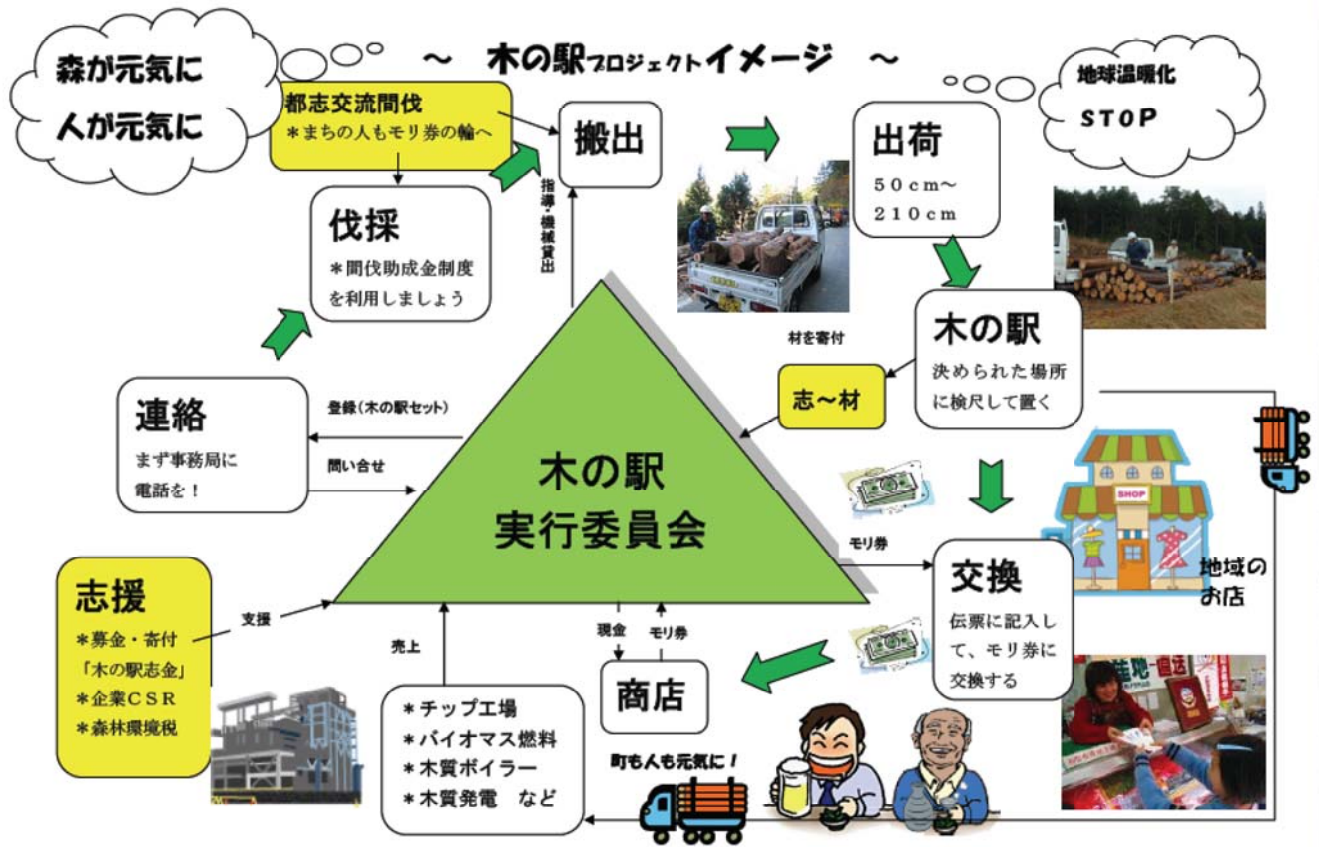 ～ 木の駅プロジェクトイメージ ～
森が元気に
人が元気に
地球温暖化
STOP
都志交流間伐
＊まちの人もモリ券の輪へ
搬出
出荷
50cm～
210cm
伐採
＊間伐助成金制度
を利用しましょう
指導・機械貸出
木の駅
決められた場所
に検尺して置く
材を寄付
志～材
連絡
まず事務局に
電話を！
登録(木の駅セット)
問い合せ
木の駅
実行委員会
モリ券
SHOP
地域の
お店
交換
伝票に記入し
て、モリ券に
交換する
志援
＊募金・寄付
「木の駅志金」
＊企業CSR
＊森林環境税
支援
売上
現金
モリ券
商店
＊チップ工場
＊バイオマス燃料
＊木質ボイラー
＊木質発電　など
町も人も元気に！
産地直送